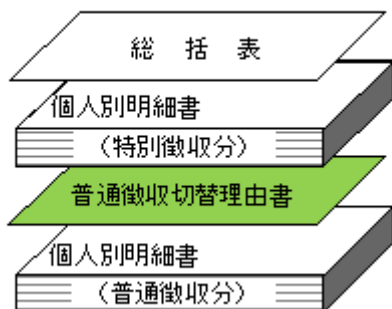 総括表
個人別明細書
（特別徴収分）
普通徴収切替理由書
個人別明細書
（普通徴収分）